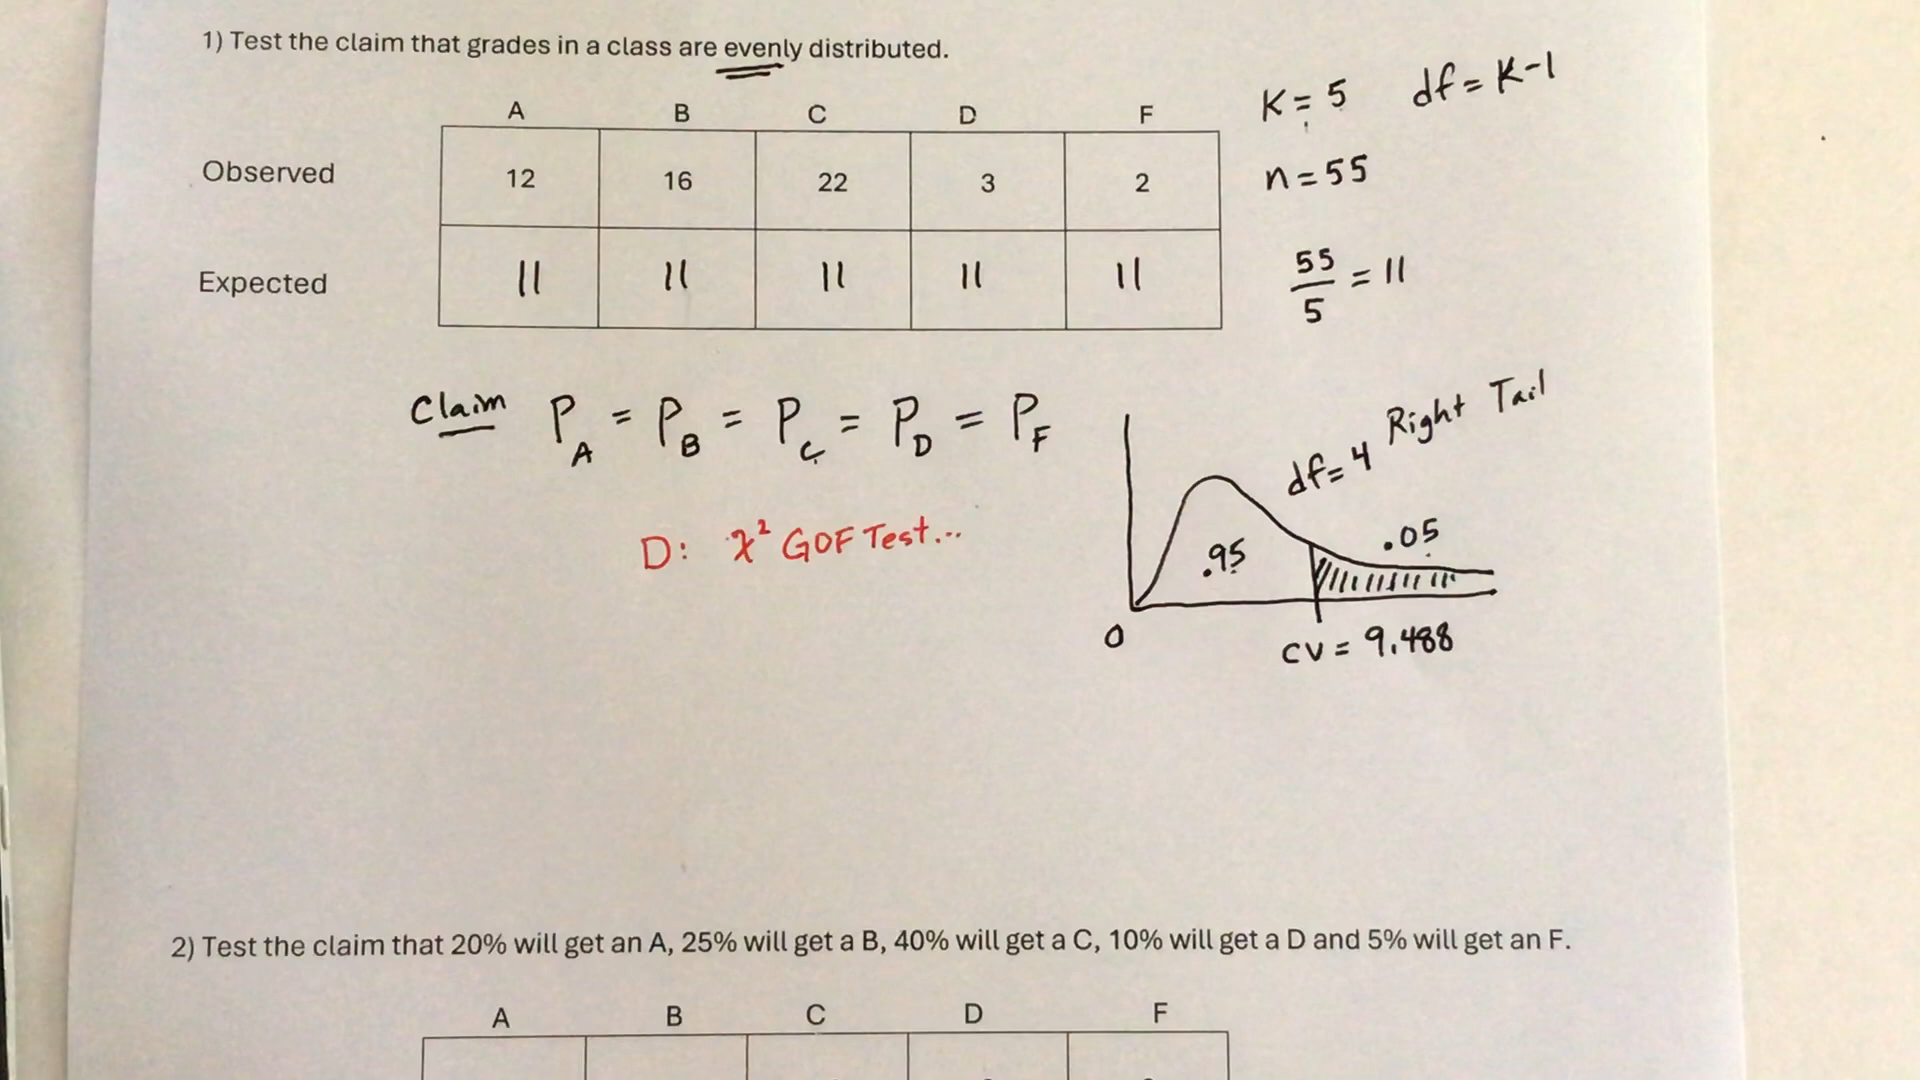 1) Test the claim that grades in a class are evenly distributed.
K = 5 df = K-1
A B C D F
Observed 12 16 22 3 2
n = 55
Expected 11 11 11 11 11
55/5 = 11
Claim P_A = P_B = P_C = P_D = P_F
Right Tail
df = 4
D: χ² GOF Test...
.95 .05
0
CV = 9.488
2) Test the claim that 20% will get an A, 25% will get a B, 40% will get a C, 10% will get a D and 5% will get an F.
A B C D F